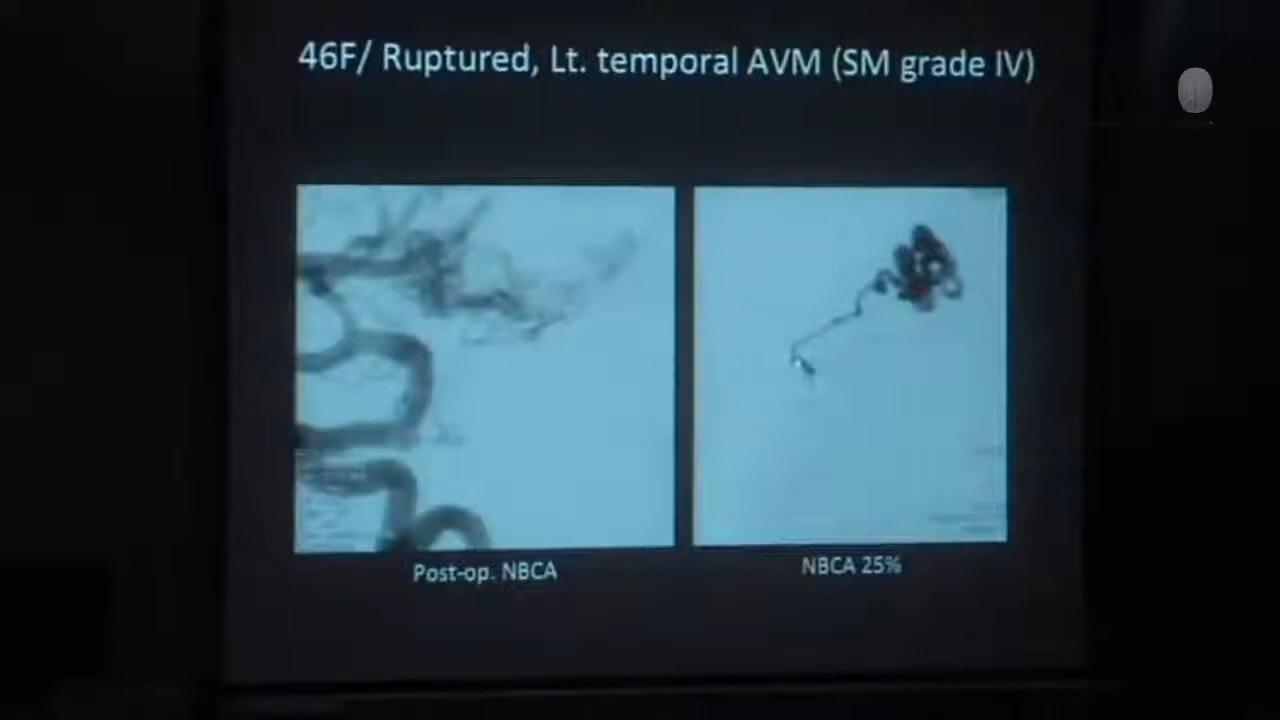 46F/ Ruptured, Lt. temporal AVM (SM grade IV)
Post-op. NBCA
NBCA 25%